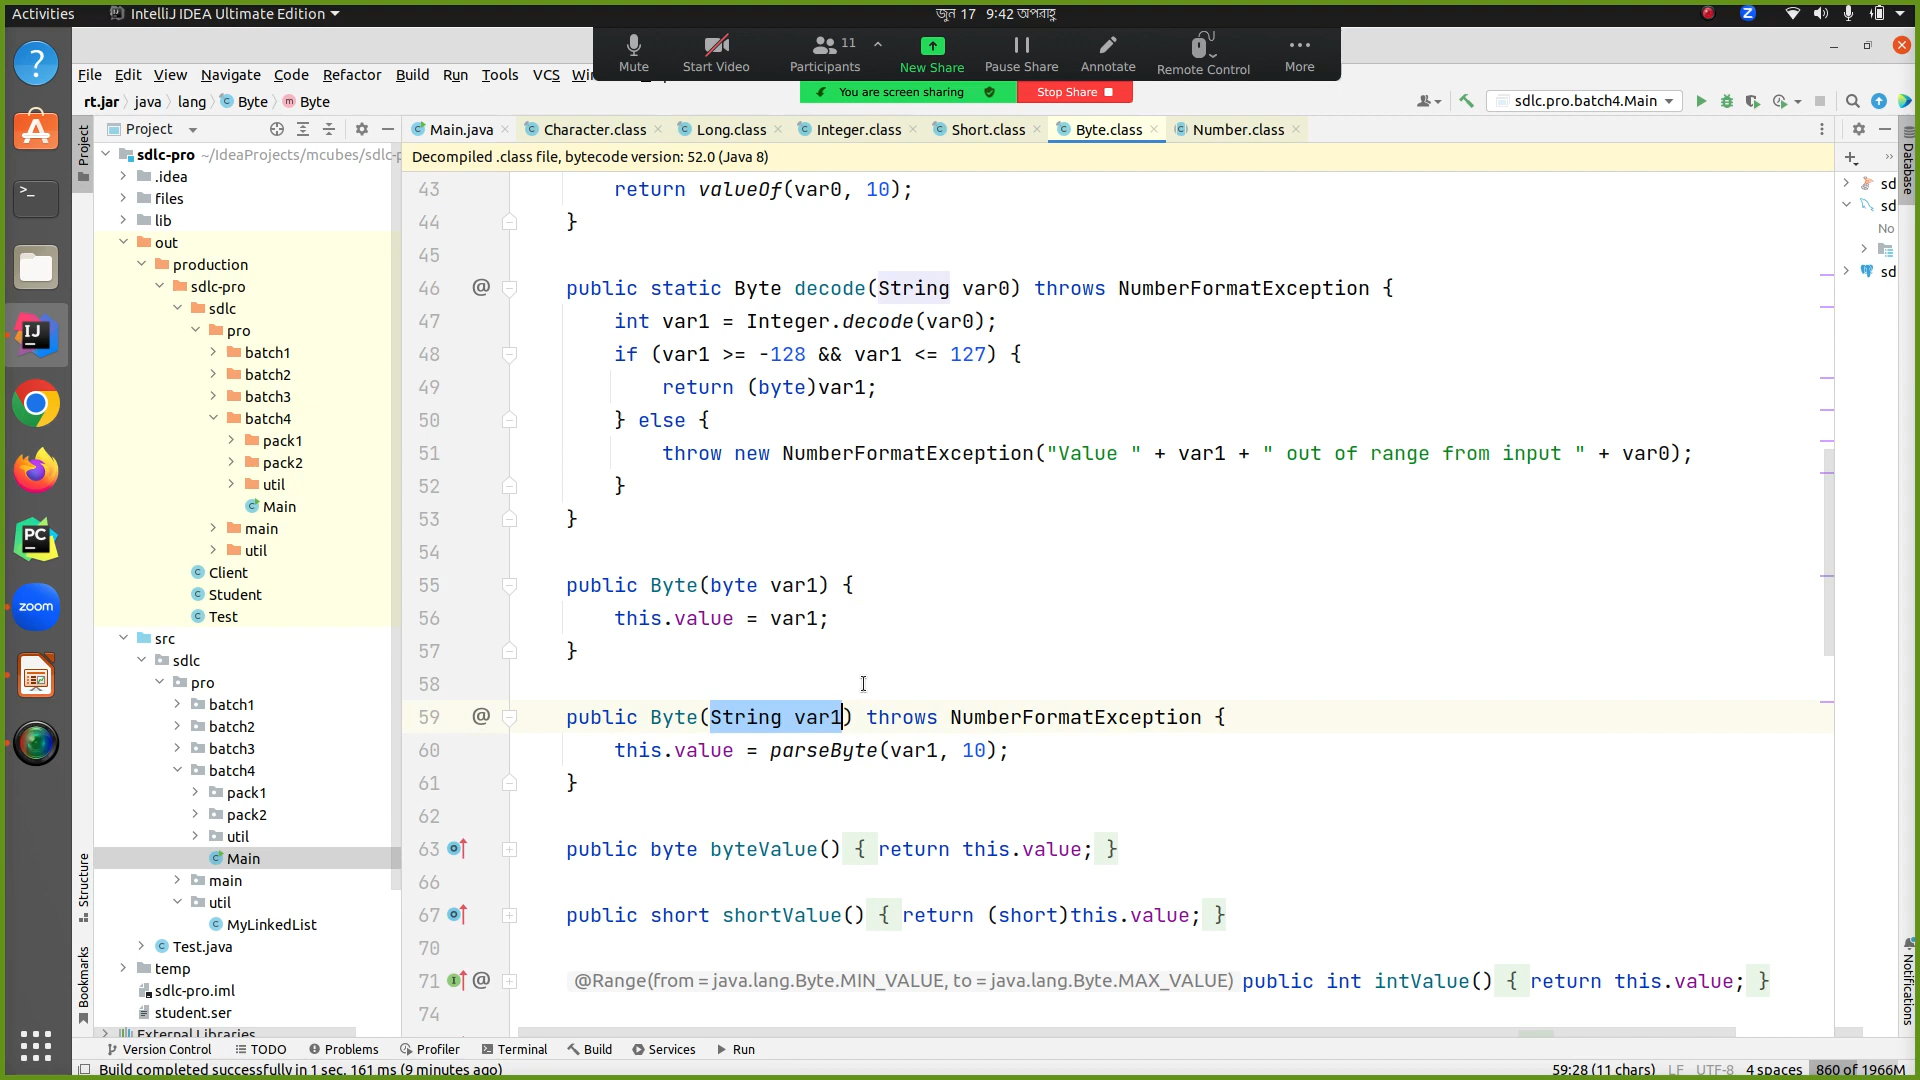 Activities
IntelliJ IDEA Ultimate Edition
জুন 17 9:42 অপরাহ্ণ
Z
File Edit View Navigate Code Refactor Build Run Tools VCS Win
Mute
Start Video
11
Participants
New Share
Pause Share
Annotate
Remote Control
More
You are screen sharing
Stop Share
rt.jar
java
lang
Byte
Byte
sdlc.pro.batch4.Main
Project
Main.java
Character.class
Long.class
Integer.class
Short.class
Byte.class
Number.class
Decompiled .class file, bytecode version: 52.0 (Java 8)
Project
Structure
Bookmarks
Database
Notifications
sdlc-pro ~/IdeaProjects/mcubes/sdlc-p
.idea
files
lib
out
production
sdlc-pro
sdlc
pro
batch1
batch2
batch3
batch4
pack1
pack2
util
Main
main
util
Client
Student
Test
src
sdlc
pro
batch1
batch2
batch3
batch4
pack1
pack2
util
Main
main
util
MyLinkedList
Test.java
temp
sdlc-pro.iml
student.ser
External Libraries
43 return valueOf(var0, 10);
44 }
45
46 @ public static Byte decode(String var0) throws NumberFormatException {
47 int var1 = Integer.decode(var0);
48 if (var1 >= -128 && var1 <= 127) {
49 return (byte)var1;
50 } else {
51 throw new NumberFormatException("Value " + var1 + " out of range from input " + var0);
52 }
53 }
54
55 public Byte(byte var1) {
56 this.value = var1;
57 }
58
59 @ public Byte(String var1) throws NumberFormatException {
60 this.value = parseByte(var1, 10);
61 }
62
63 public byte byteValue() { return this.value; }
66
67 public short shortValue() { return (short)this.value; }
70
71 @ @Range(from = java.lang.Byte.MIN_VALUE, to = java.lang.Byte.MAX_VALUE) public int intValue() { return this.value; }
74
sd
sd
No
sd
IJ
PC
zoom
Version Control
TODO
Problems
Profiler
Terminal
Build
Services
Run
Build completed successfully in 1 sec, 161 ms (9 minutes ago)
59:28 (11 chars) LF UTF-8 4 spaces 860 of 1966M